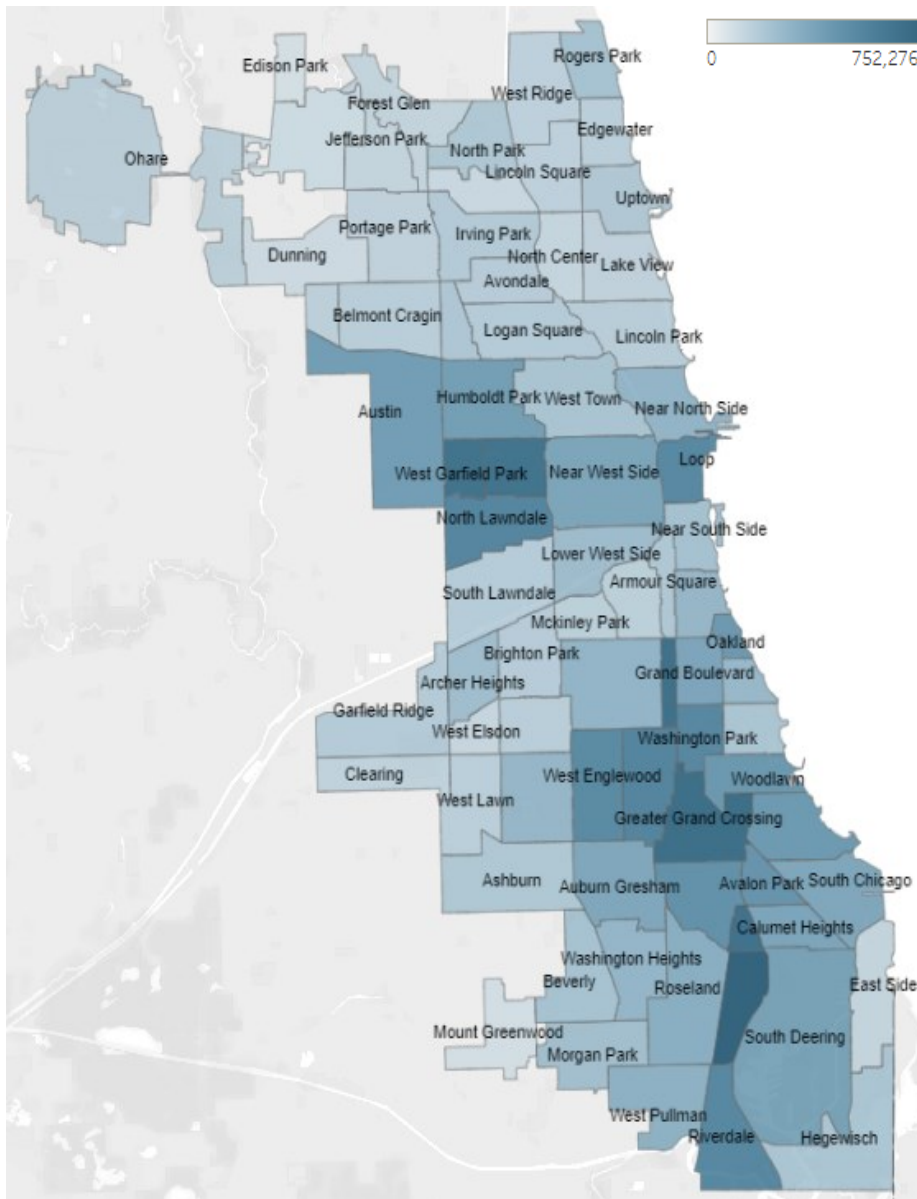 Edison Park
Rogers Park
0
752,276
West Ridge
Forest Glen
Edgewater
Jefferson Park
Ohare
North Park
Lincoln Square
Uptown
Portage Park
Irving Park
Dunning
North Center
Lake View
Avondale
Belmont Cragin
Logan Square
Lincoln Park
Humboldt Park
West Town
Austin
Near North Side
Loop
West Garfield Park
Near West Side
North Lawndale
Near South Side
Lower West Side
Armour Square
South Lawndale
Mckinley Park
Oakland
Brighton Park
Grand Boulevard
Archer Heights
Garfield Ridge
West Elsdon
Washington Park
Clearing
West Englewood
Woodlawn
West Lawn
Greater Grand Crossing
Ashburn
Auburn Gresham
Avalon Park
South Chicago
Calumet Heights
Washington Heights
Beverly
Roseland
East Side
Mount Greenwood
South Deering
Morgan Park
West Pullman
Riverdale
Hegewisch